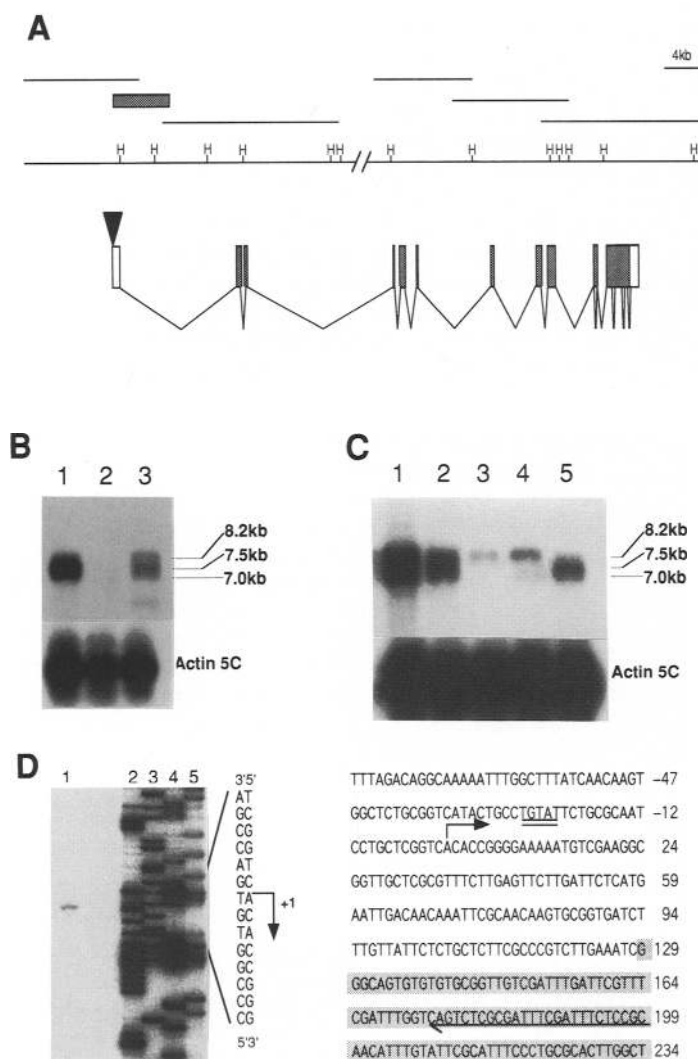 A
4kb
H H H H H H H H H H H H H
B
1 2 3
8.2kb
7.5kb
7.0kb
Actin 5C
C
1 2 3 4 5
8.2kb
7.5kb
7.0kb
Actin 5C
D
1 2 3 4 5
3'5'
AT
GC
CG
CG
AT
GC
TA
+1
GC
TA
GC
GC
CG
CG
5'3'
TTTAGACAGGCAAAAATTTGGCTTTATCAACAAGT -47
GGCTCTGCGGTCATACTGCCTGTATTCTGCGCAAT -12
CCTGCTCGGTCACACCGGGGAAAAATGTCGAAGGC 24
GGTTGCTCGCGTTTCTTGAGTTCTTGATTCTCATG 59
AATTGACAACAAATTCGCAACAAGTGCGGTGATCT 94
TTGTTATTCTCTGCTCTTCGCCCGTCTTGAAATCG 129
GGCAGTGTGTGTGCGGTTGTCGATTTGATTCGTTT 164
CGATTTGGTCAGTCTCGCGATTTCGATTTCTCCGC 199
AACATTTGTATTCGCATTTCCCTGCGCACTTGGCT 234